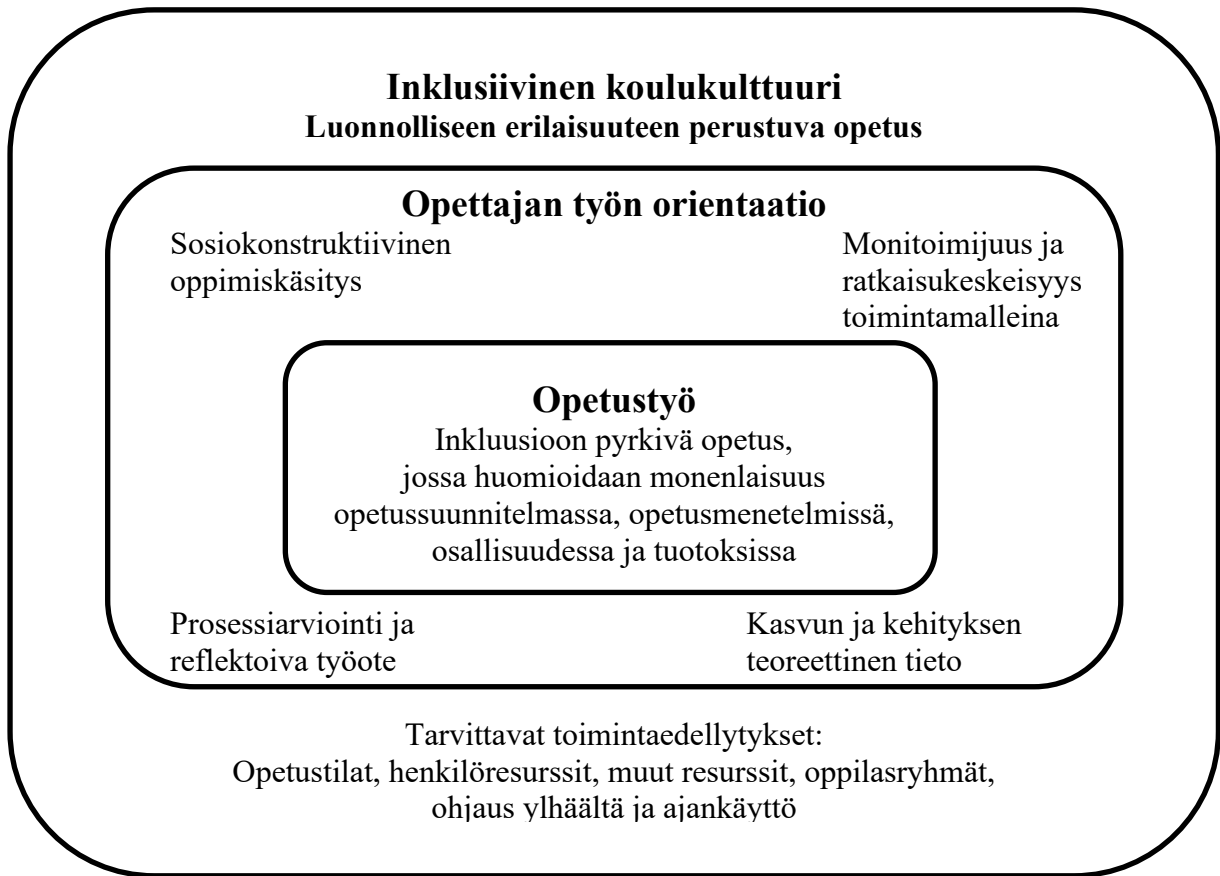 Inklusiivinen koulukulttuuri
Luonnolliseen erilaisuuteen perustuva opetus
Opettajan työn orientaatio
Sosiokonstruktiivinen
oppimiskäsitys
Monitoimijuus ja
ratkaisukeskeisyys
toimintamalleina
Opetustyö
Inkluusioon pyrkivä opetus,
jossa huomioidaan monenlaisuus
opetussuunnitelmassa, opetusmenetelmissä,
osallisuudessa ja tuotoksissa
Prosessiarviointi ja
reflektoiva työote
Kasvun ja kehityksen
teoreettinen tieto
Tarvittavat toimintaedellytykset:
Opetustilat, henkilöresurssit, muut resurssit, oppilasryhmät,
ohjaus ylhäältä ja ajankäyttö